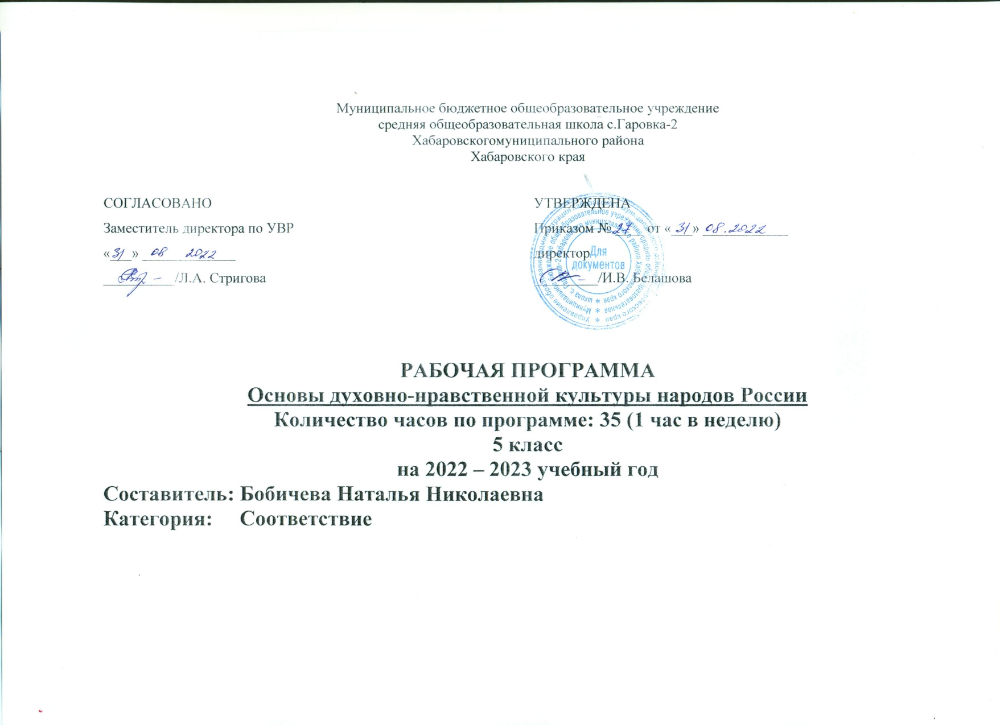 Муниципальное бюджетное общеобразовательное учреждение
средняя общеобразовательная школа с.Гаровка-2
Хабаровскогомуниципального района
Хабаровского края
СОГЛАСОВАНО
Заместитель директора по УВР
«31» 08 2022
/Л.А. Стригова
УТВЕРЖДЕНА
Приказом № 27 от «31» 08.2022
директор
/И.В. Белашова
Для
документов
РАБОЧАЯ ПРОГРАММА
Основы духовно-нравственной культуры народов России
Количество часов по программе: 35 (1 час в неделю)
5 класс
на 2022 – 2023 учебный год
Составитель: Бобичева Наталья Николаевна
Категория: Соответствие